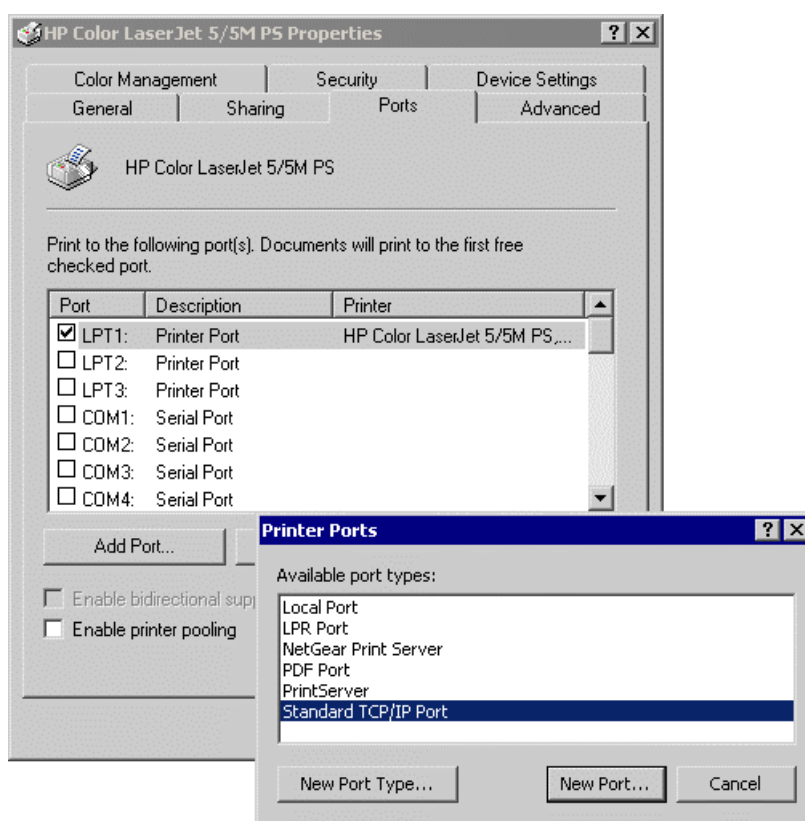 HP Color LaserJet 5/5M PS Properties
Color Management Security Device Settings
General Sharing Ports Advanced
HP Color LaserJet 5/5M PS
Print to the following port(s). Documents will print to the first free
checked port.
Port Description Printer
LPT1: Printer Port HP Color LaserJet 5/5M PS,...
LPT2: Printer Port
LPT3: Printer Port
COM1: Serial Port
COM2: Serial Port
COM3: Serial Port
COM4: Serial Port
Add Port...
Enable bidirectional supp
Enable printer pooling
Printer Ports
Available port types:
Local Port
LPR Port
NetGear Print Server
PDF Port
PrintServer
Standard TCP/IP Port
New Port Type... New Port... Cancel